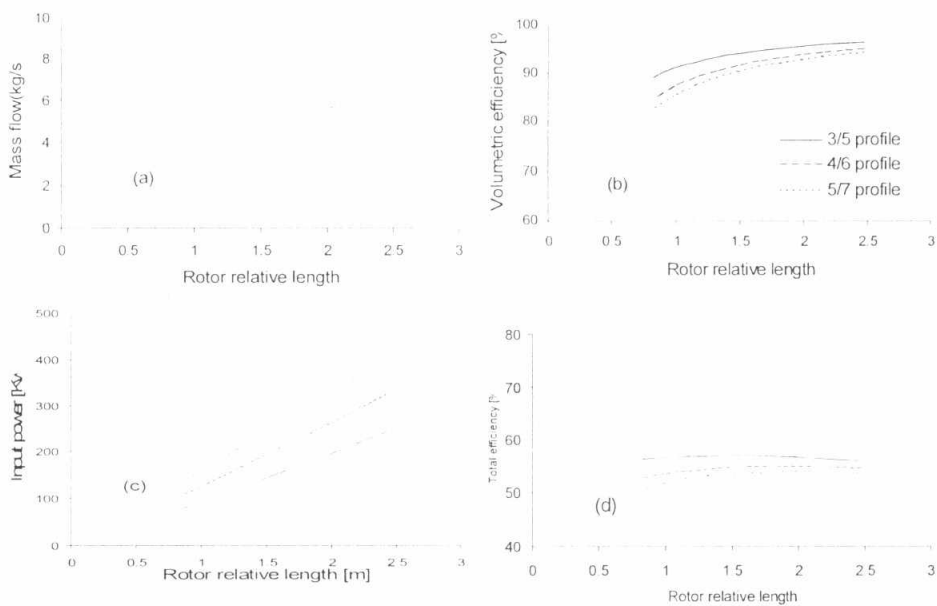 10
8
6
4
2
0
Mass flow(kg/s
(a)
0 0.5 1 1.5 2 2.5 3
Rotor relative length
100
90
80
70
60
Volumetric efficiency [%
3/5 profile
4/6 profile
5/7 profile
(b)
0 0.5 1 1.5 2 2.5 3
Rotor relative length
500
400
300
200
100
0
Input power [Kv
(c)
0 0.5 1 1.5 2 2.5 3
Rotor relative length [m]
80
70
60
50
40
Total efficiency [%
(d)
0 0.5 1 1.5 2 2.5 3
Rotor relative length